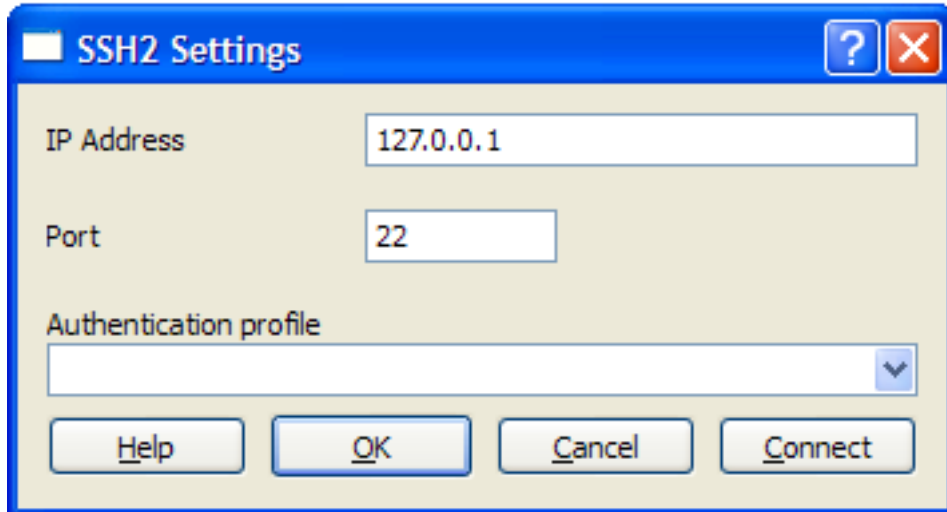 SSH2 Settings
IP Address 127.0.0.1
Port 22
Authentication profile
Help OK Cancel Connect